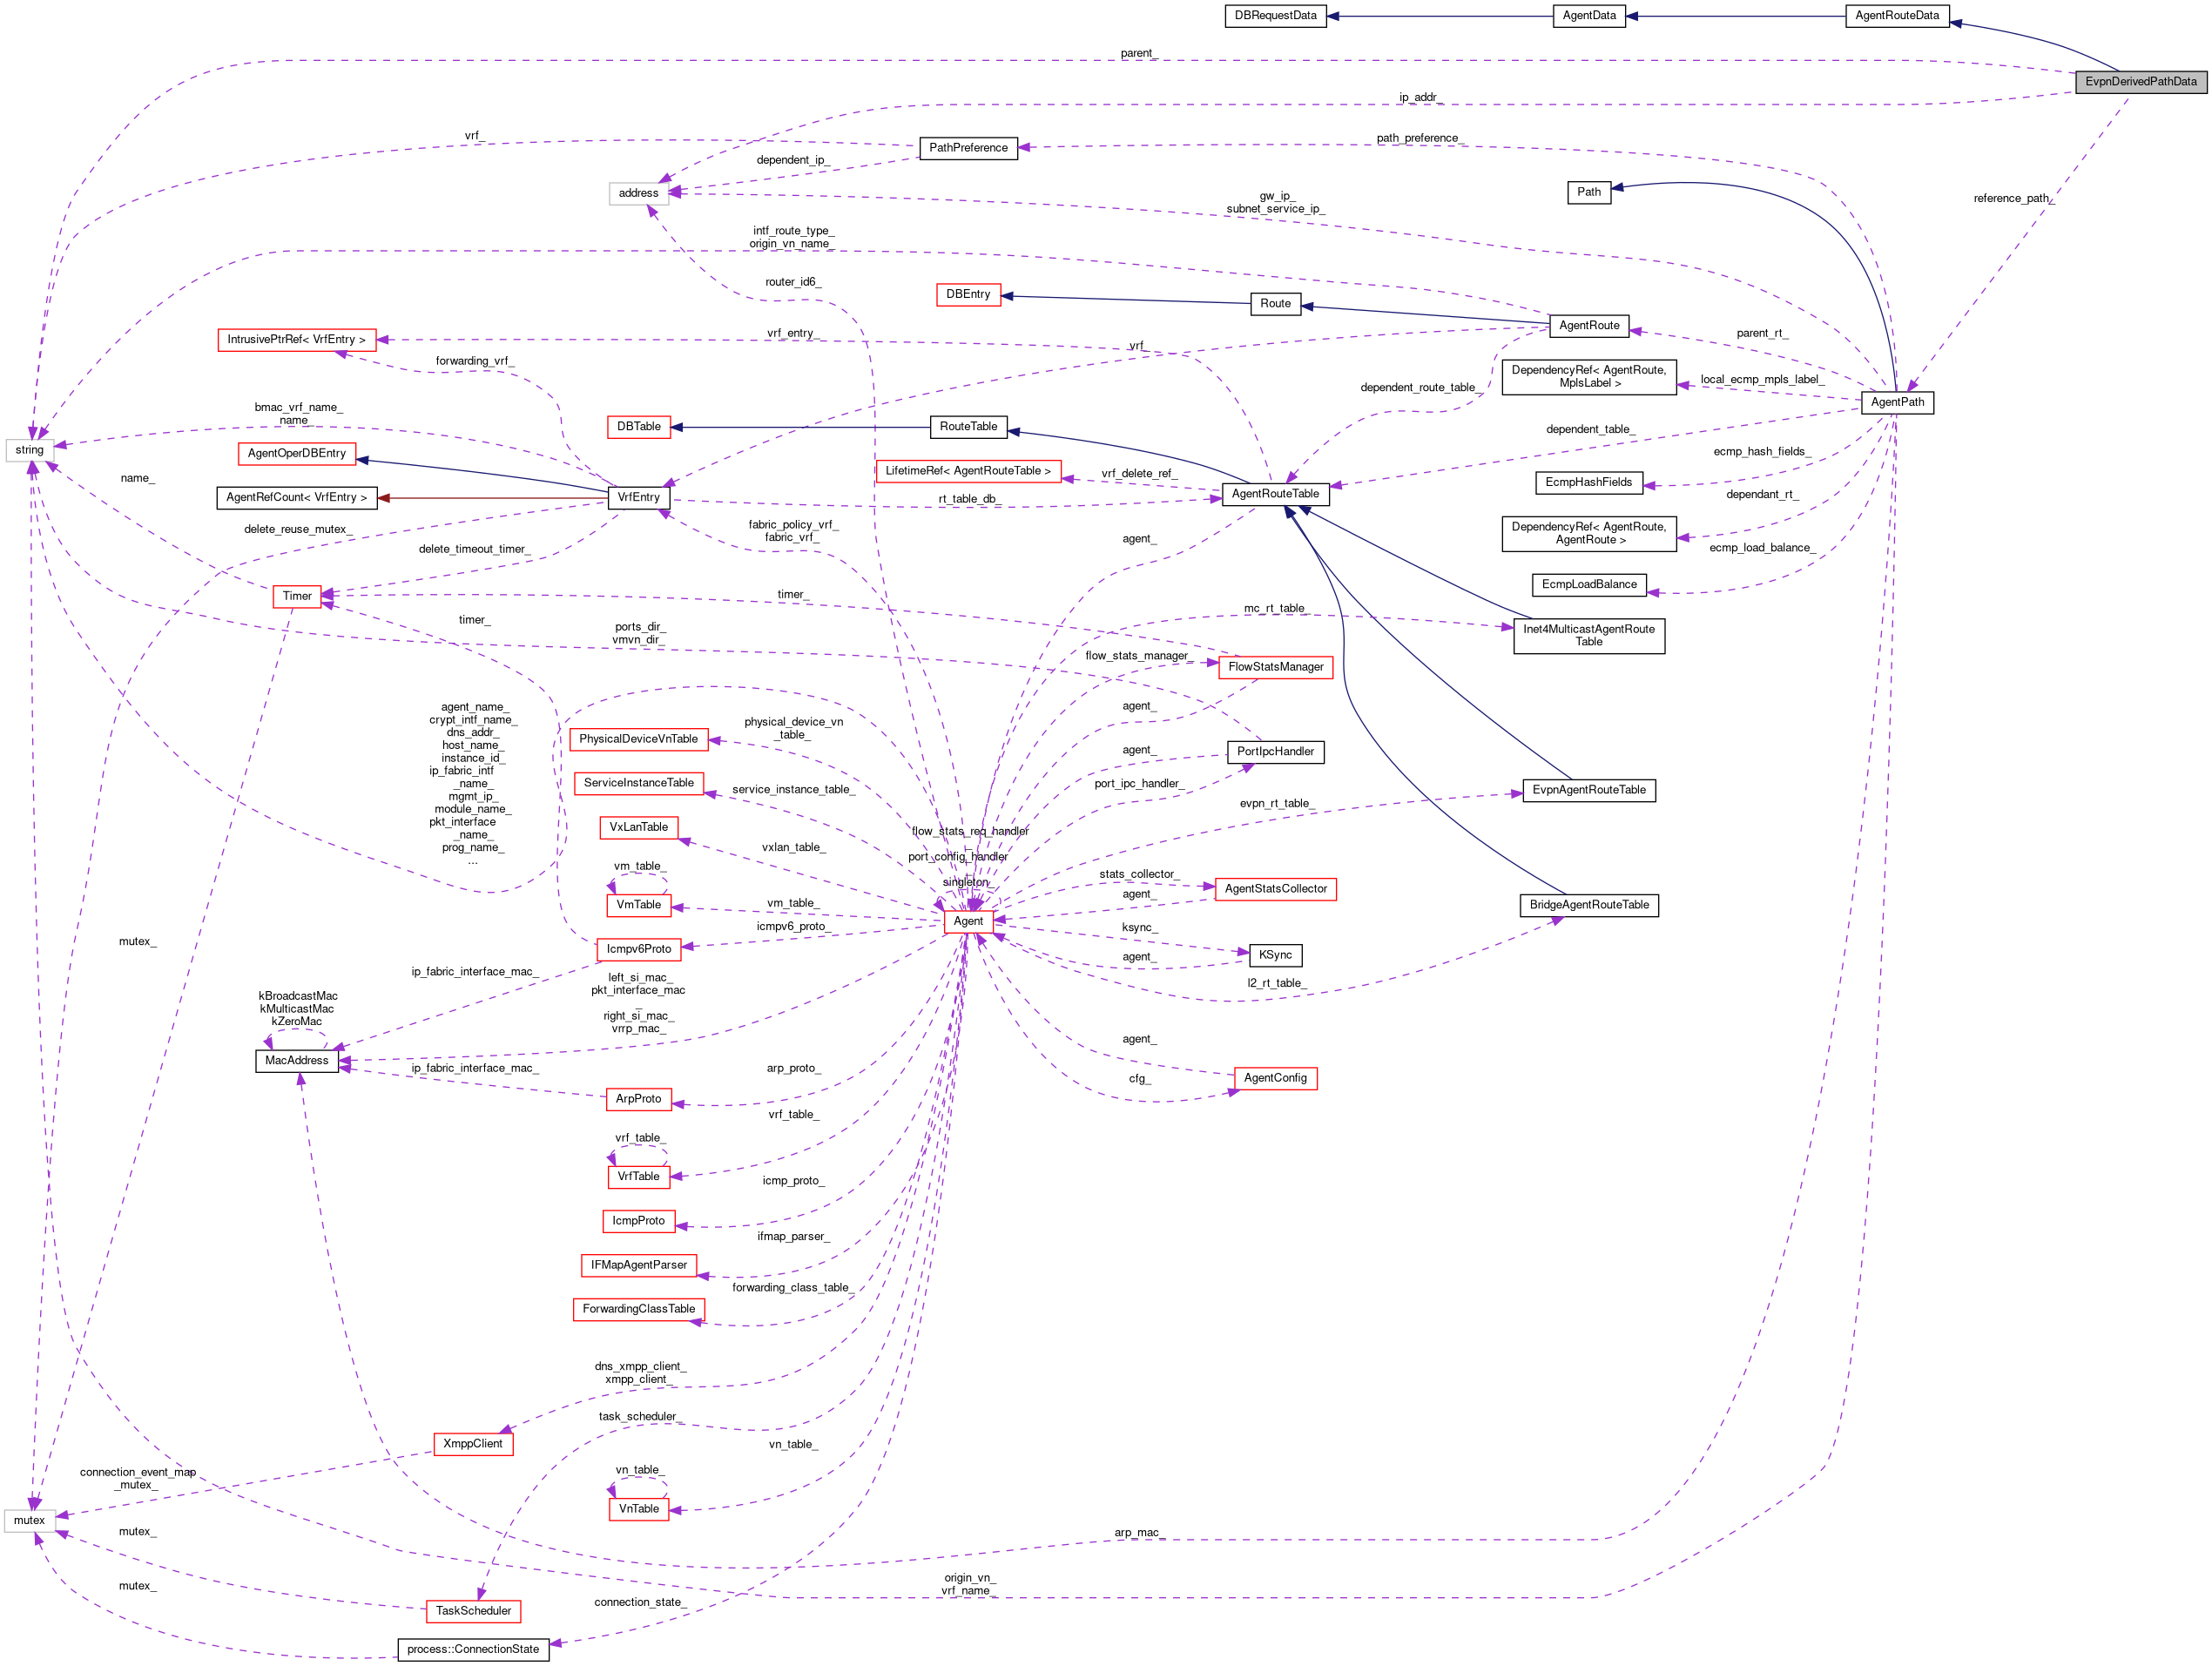 DBRequestData
AgentData
AgentRouteData
parent_
EvpnDerivedPathData
ip_addr_
vrf_
path_preference_
PathPreference
dependent_ip_
address
Path
gw_ip_
subnet_service_ip_
reference_path_
intf_route_type_
origin_vn_name_
router_id6_
DBEntry
Route
AgentRoute
IntrusivePtrRef< VrfEntry >
vrf_entry_
vrf_
parent_rt_
forwarding_vrf_
DependencyRef< AgentRoute,
MplsLabel >
local_ecmp_mpls_label_
dependent_route_table_
AgentPath
bmac_vrf_name_
name_
DBTable
RouteTable
dependent_table_
string
AgentOperDBEntry
ecmp_hash_fields_
LifetimeRef< AgentRouteTable >
vrf_delete_ref_
name_
EcmpHashFields
AgentRefCount< VrfEntry >
VrfEntry
rt_table_db_
AgentRouteTable
dependant_rt_
delete_reuse_mutex_
fabric_policy_vrf_
fabric_vrf_
DependencyRef< AgentRoute,
AgentRoute >
agent_
delete_timeout_timer_
ecmp_load_balance_
EcmpLoadBalance
Timer
timer_
mc_rt_table_
timer_
ports_dir_
vmvn_dir_
Inet4MulticastAgentRoute
Table
flow_stats_manager_
FlowStatsManager
agent_name_
crypt_intf_name_
dns_addr_
host_name_
instance_id_
ip_fabric_intf
_name_
mgmt_ip_
module_name_
pkt_interface
_name_
prog_name_
...
agent_
physical_device_vn
_table_
PhysicalDeviceVnTable
agent_
PortIpcHandler
ServiceInstanceTable
service_instance_table_
port_ipc_handler_
EvpnAgentRouteTable
evpn_rt_table_
VxLanTable
vxlan_table_
flow_stats_req_handler
_
port_config_handler
_
singleton_
vm_table_
stats_collector_
AgentStatsCollector
agent_
VmTable
vm_table_
BridgeAgentRouteTable
Agent
icmpv6_proto_
ksync_
mutex_
Icmpv6Proto
agent_
KSync
ip_fabric_interface_mac_
left_si_mac_
pkt_interface_mac
_
right_si_mac_
vrrp_mac_
l2_rt_table_
kBroadcastMac
kMulticastMac
kZeroMac
agent_
MacAddress
ip_fabric_interface_mac_
arp_proto_
cfg_
AgentConfig
ArpProto
vrf_table_
vrf_table_
VrfTable
icmp_proto_
IcmpProto
ifmap_parser_
IFMapAgentParser
forwarding_class_table_
ForwardingClassTable
dns_xmpp_client_
xmpp_client_
task_scheduler_
XmppClient
vn_table_
connection_event_map
_mutex_
vn_table_
VnTable
mutex
mutex_
arp_mac_
mutex_
origin_vn_
vrf_name_
connection_state_
TaskScheduler
process::ConnectionState